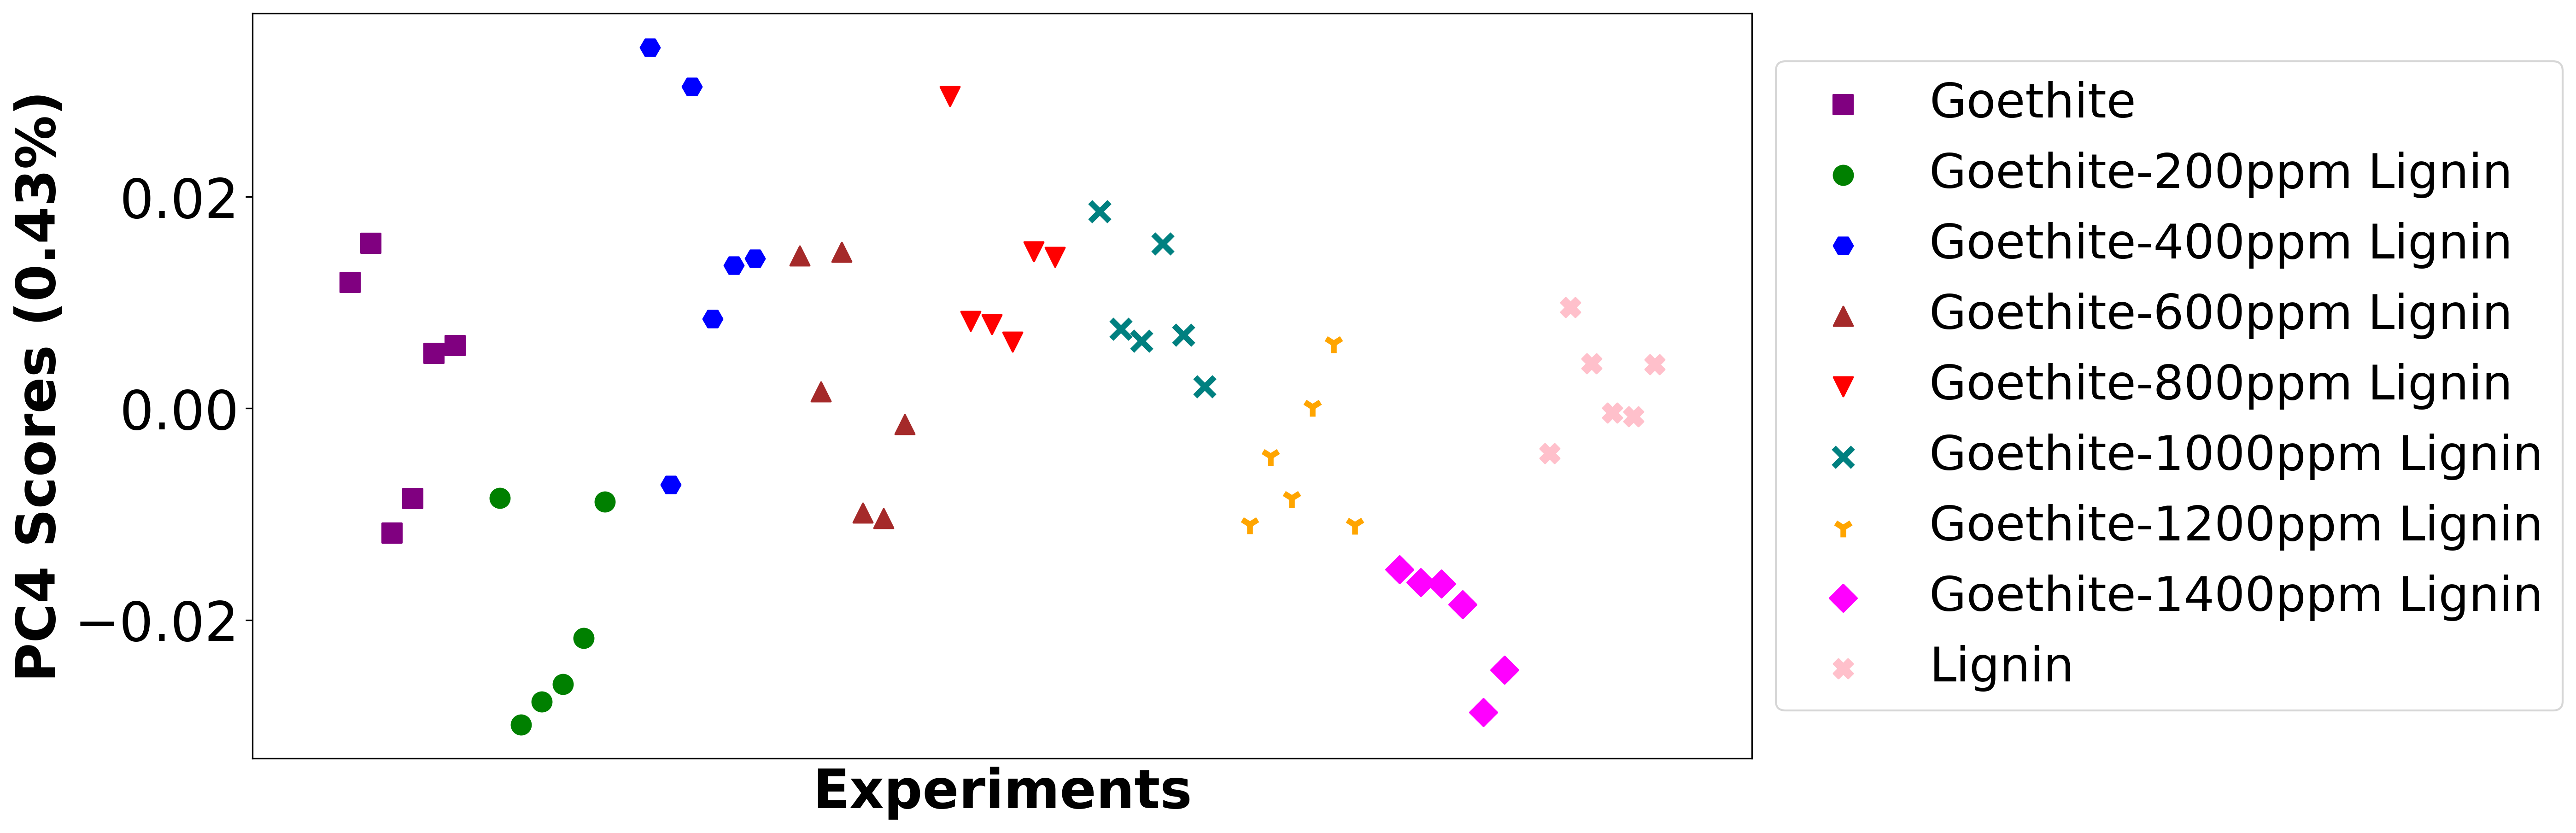 PC4 Scores (0.43%)
0.02
0.00
−0.02
Experiments
Goethite
Goethite-200ppm Lignin
Goethite-400ppm Lignin
Goethite-600ppm Lignin
Goethite-800ppm Lignin
Goethite-1000ppm Lignin
Goethite-1200ppm Lignin
Goethite-1400ppm Lignin
Lignin